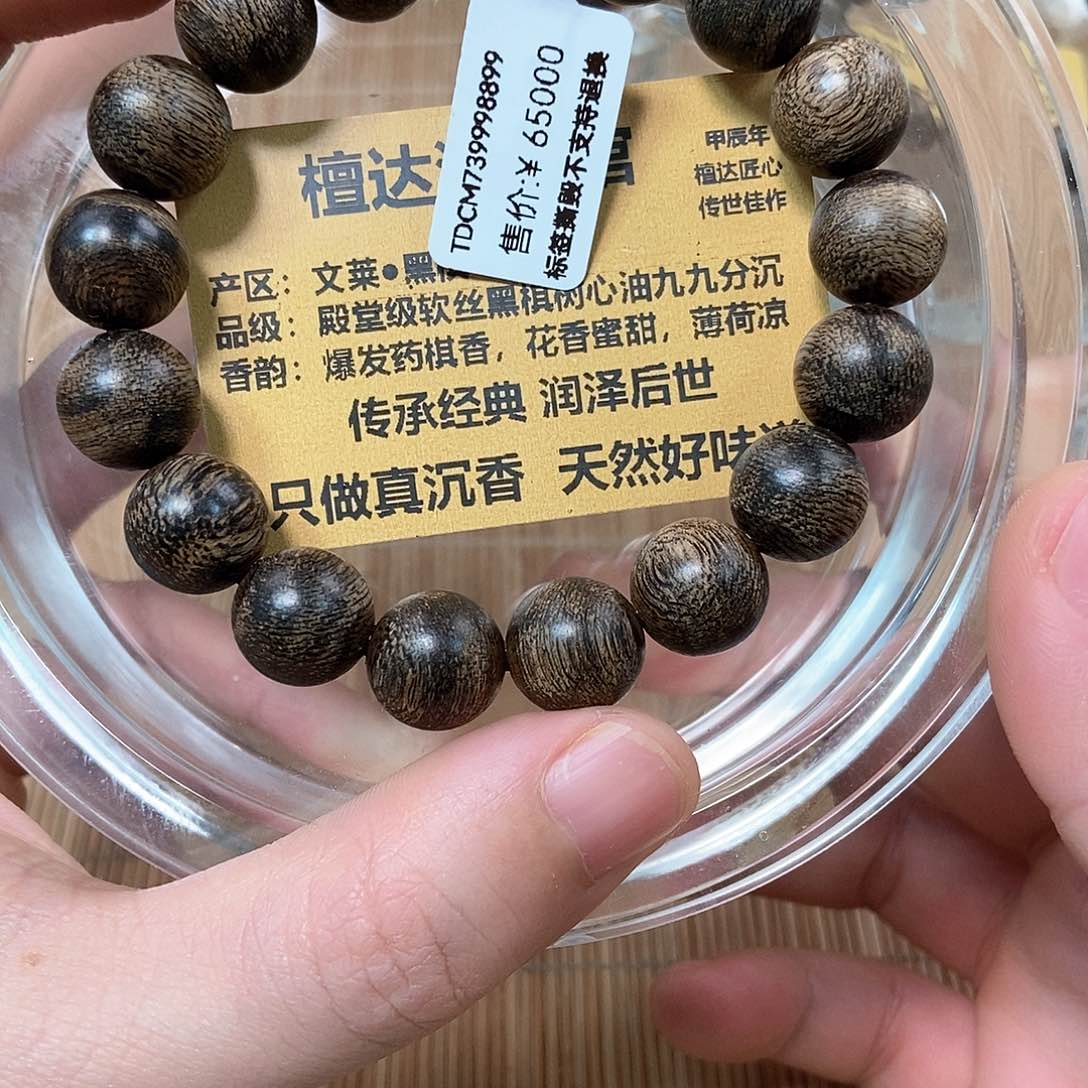 TDCM739998899
售价:¥ 65000
标签撕毁不支持退换
檀达
甲辰年
檀达匠心
传世佳作
产区：文莱●黑
品级：殿堂级软丝黑棋树心油九九分沉
香韵：爆发药棋香，花香蜜甜，薄荷凉
传承经典 润泽后世
只做真沉香 天然好味